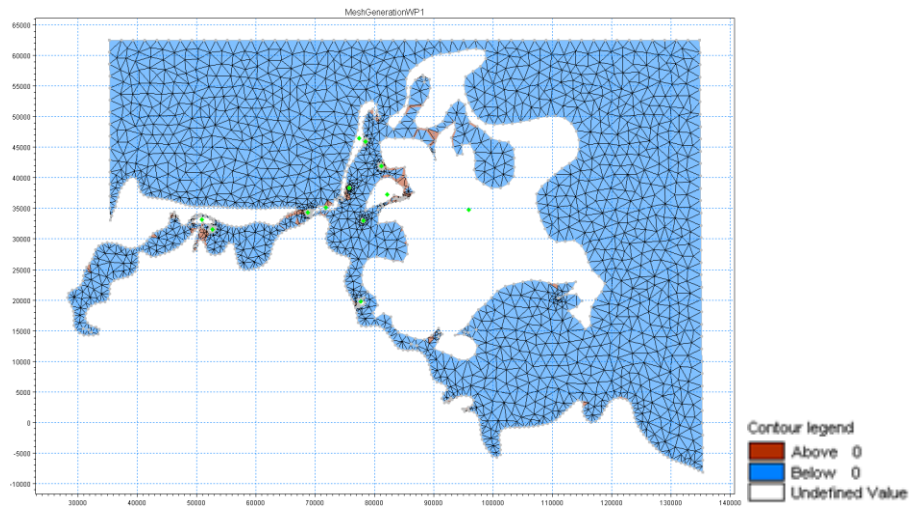 MeshGenerationWP1
65000
60000
55000
50000
45000
40000
35000
30000
25000
20000
15000
10000
5000
0
-5000
-10000
30000 40000 50000 60000 70000 80000 90000 100000 110000 120000 130000 140000
Contour legend
Above 0
Below 0
Undefined Value